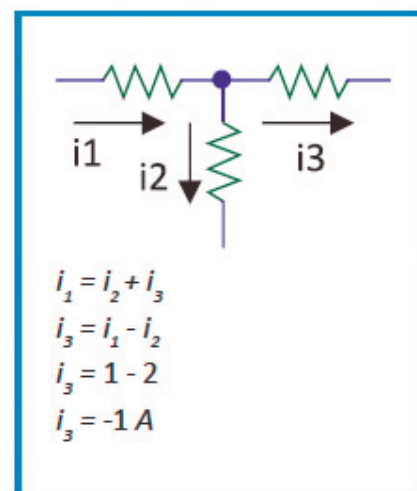 i1
i2
i3
i₁ = i₂ + i₃
i₃ = i₁ - i₂
i₃ = 1 - 2
i₃ = -1 A